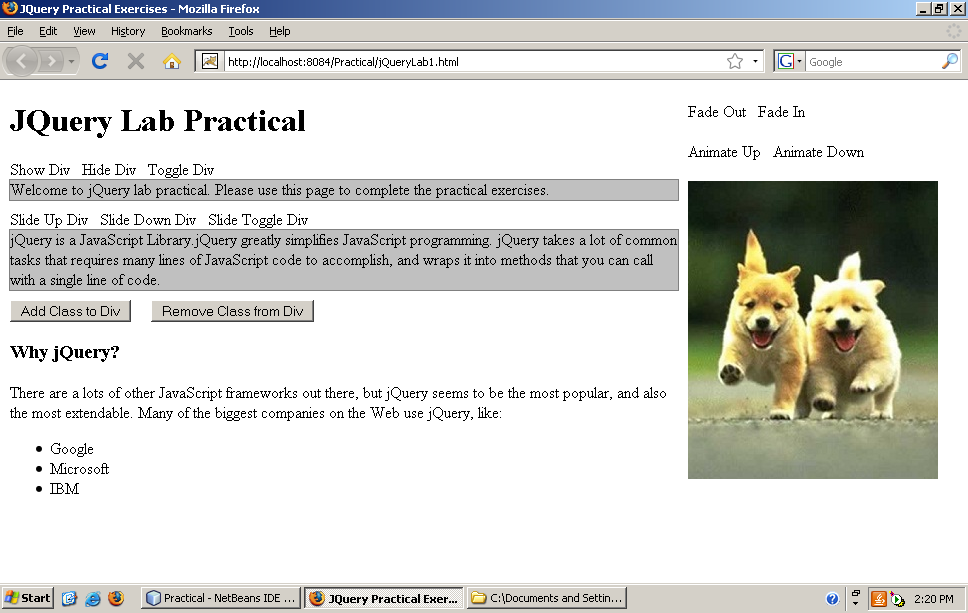 JQuery Practical Exercises - Mozilla Firefox
File Edit View History Bookmarks Tools Help
http://localhost:8084/Practical/jQueryLab1.html
G Google
JQuery Lab Practical
Show Div Hide Div Toggle Div
Welcome to jQuery lab practical. Please use this page to complete the practical exercises.
Slide Up Div Slide Down Div Slide Toggle Div
jQuery is a JavaScript Library.jQuery greatly simplifies JavaScript programming. jQuery takes a lot of common
tasks that requires many lines of JavaScript code to accomplish, and wraps it into methods that you can call
with a single line of code.
Add Class to Div Remove Class from Div
Why jQuery?
There are a lots of other JavaScript frameworks out there, but jQuery seems to be the most popular, and also
the most extendable. Many of the biggest companies on the Web use jQuery, like:
Google
Microsoft
IBM
Fade Out Fade In
Animate Up Animate Down
Start Practical - NetBeans IDE ... JQuery Practical Exer... C:\Documents and Settin... 2:20 PM